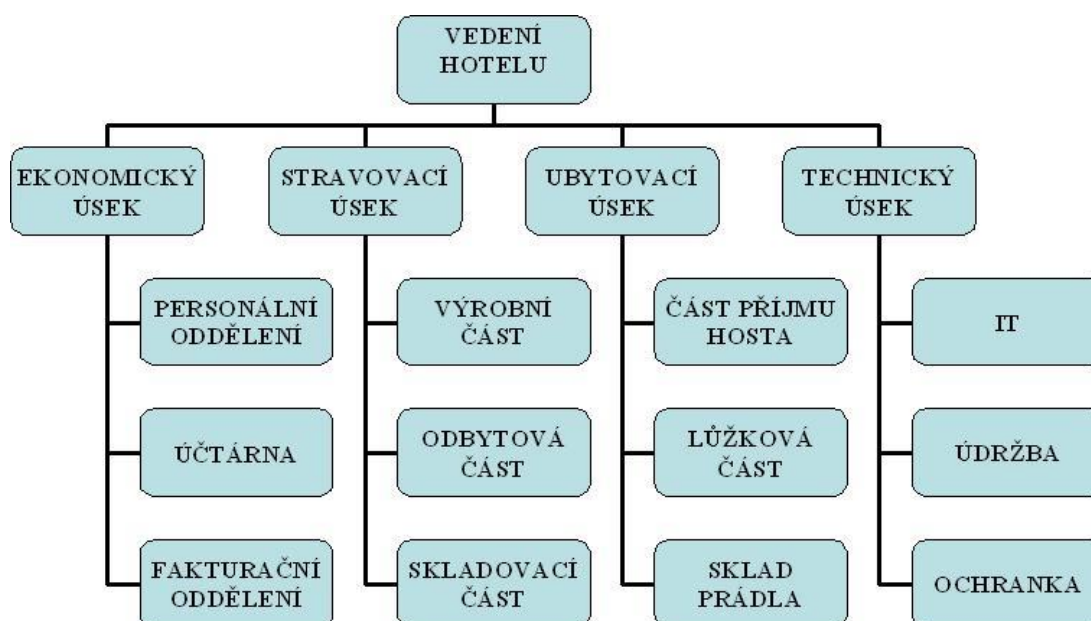 VEDENÍ
HOTELU
EKONOMICKÝ
ÚSEK
STRAVOVACÍ
ÚSEK
UBYTOVACÍ
ÚSEK
TECHNICKÝ
ÚSEK
PERSONÁLNÍ
ODDĚLENÍ
VÝROBNÍ
ČÁST
ČÁST PŘÍJMU
HOSTA
IT
ÚČTÁRNA
ODBYTOVÁ
ČÁST
LŮŽKOVÁ
ČÁST
ÚDRŽBA
FAKTURAČNÍ
ODDĚLENÍ
SKLADOVACÍ
ČÁST
SKLAD
PRÁDLA
OCHRANKA